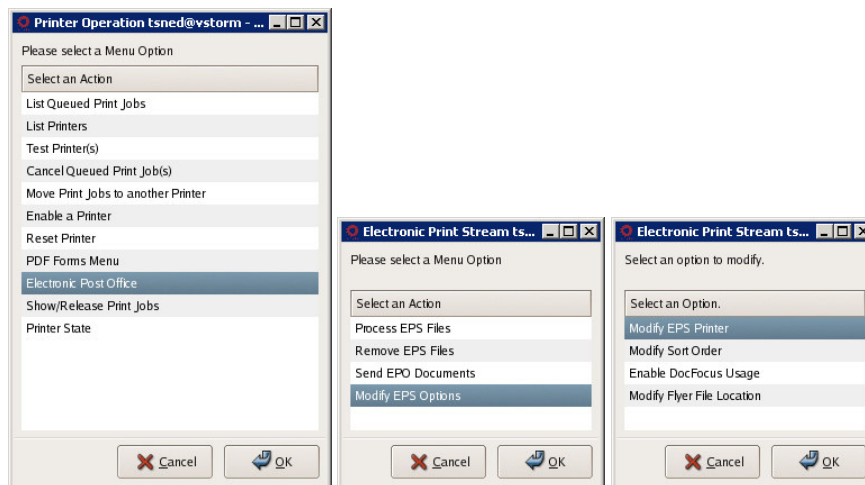 Printer Operation tsned@vstorm - ...
Please select a Menu Option
Select an Action
List Queued Print Jobs
List Printers
Test Printer(s)
Cancel Queued Print Job(s)
Move Print Jobs to another Printer
Enable a Printer
Reset Printer
PDF Forms Menu
Electronic Post Office
Show/Release Print Jobs
Printer State
Cancel
OK
Electronic Print Stream ts...
Please select a Menu Option
Select an Action
Process EPS Files
Remove EPS Files
Send EPO Documents
Modify EPS Options
Cancel
OK
Electronic Print Stream ts...
Select an option to modify.
Select an Option.
Modify EPS Printer
Modify Sort Order
Enable DocFocus Usage
Modify Flyer File Location
Cancel
OK